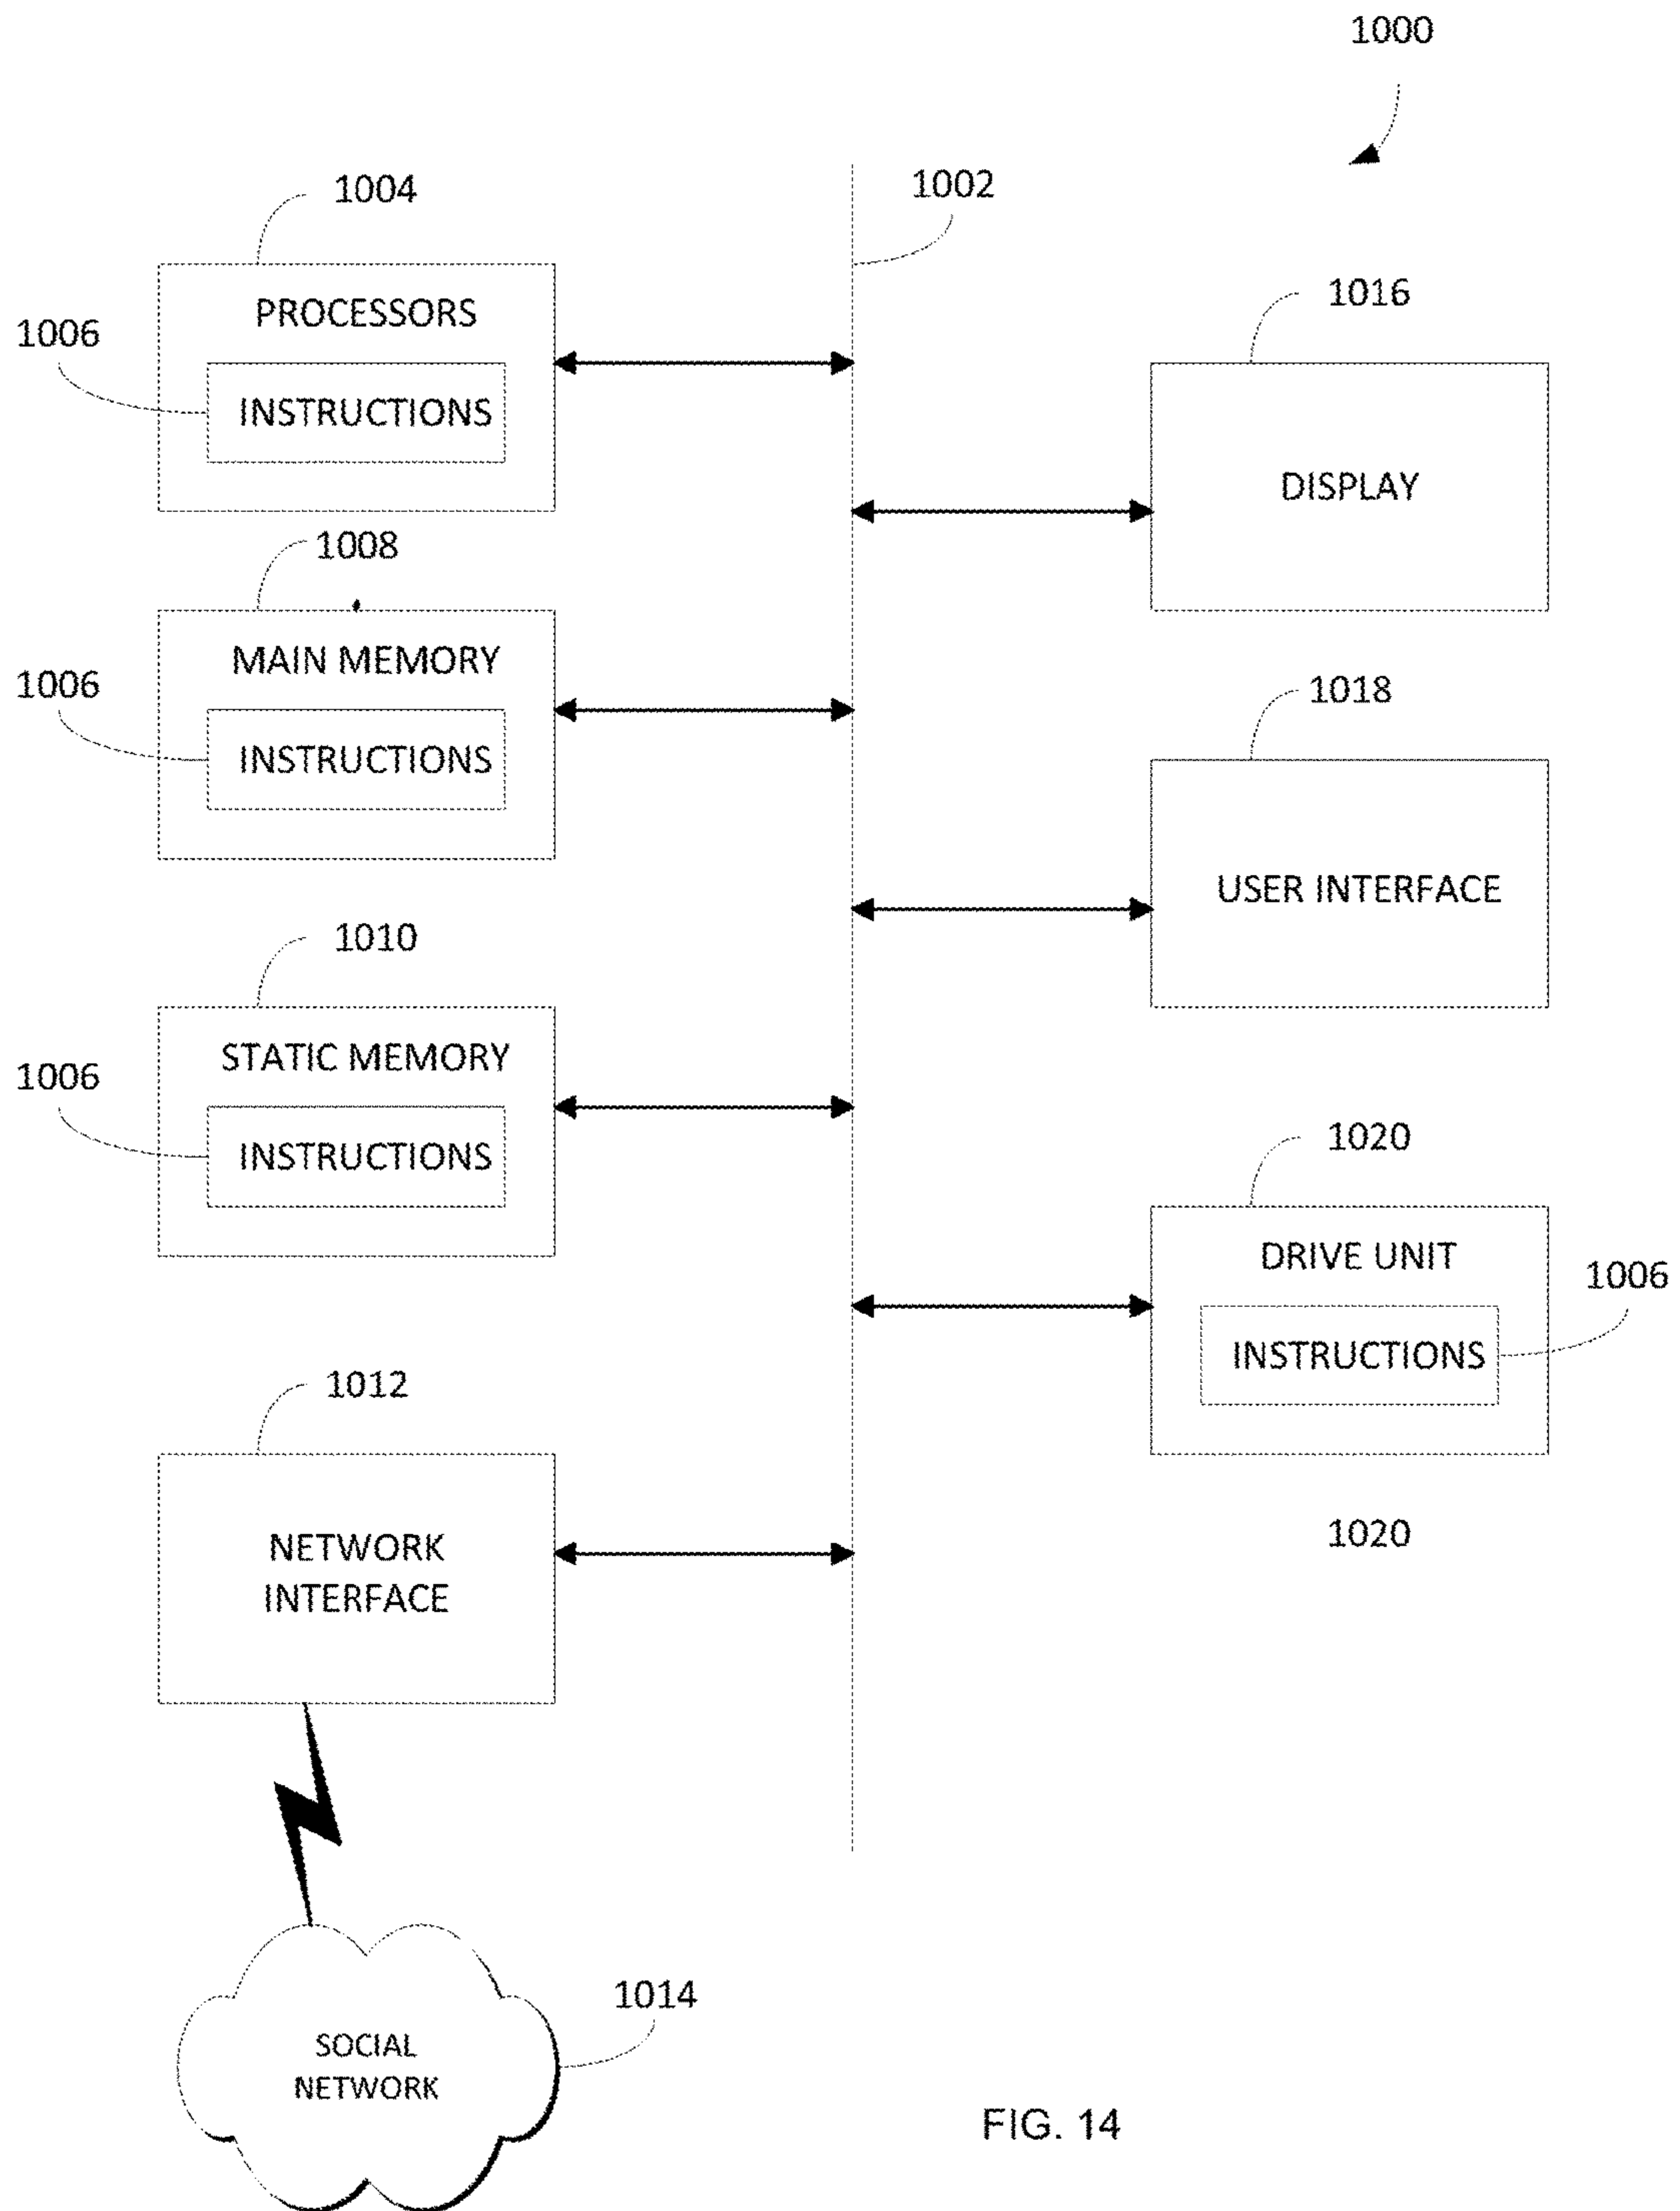 1000
1004
1002
PROCESSORS
1016
1006
INSTRUCTIONS
DISPLAY
1008
MAIN MEMORY
1006
1018
INSTRUCTIONS
USER INTERFACE
1010
STATIC MEMORY
1006
1020
INSTRUCTIONS
DRIVE UNIT
1006
INSTRUCTIONS
1012
1020
NETWORK
INTERFACE
1014
SOCIAL
NETWORK
FIG. 14